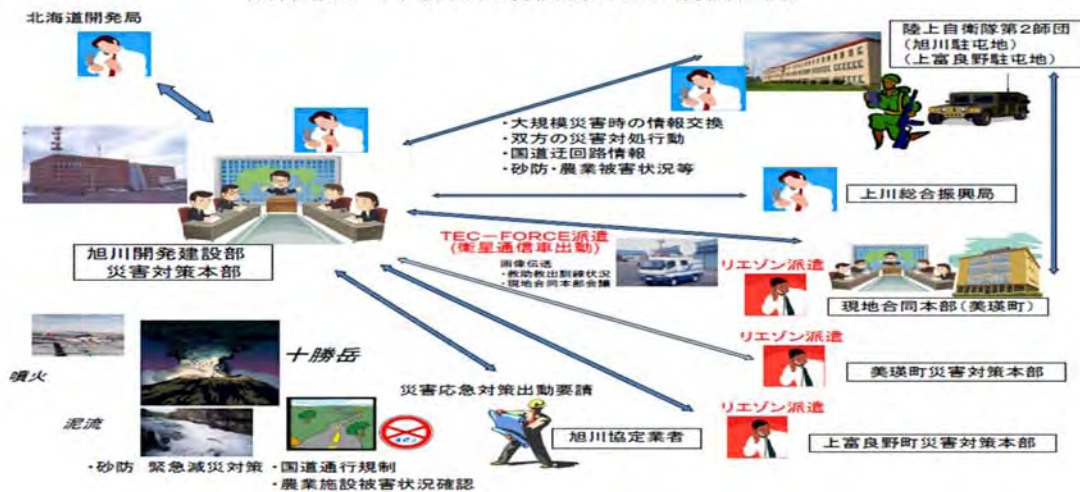 北海道開発局
陸上自衛隊第2師団
(旭川駐屯地)
(上富良野駐屯地)
・大規模災害時の情報交換
・双方の災害対処行動
・国道迂回路情報
・砂防・農業被害状況等
上川総合振興局
旭川開発建設部
災害対策本部
TEC-FORCE派遣
(衛星通信車出動)
画像伝送
・救助救出訓練状況
・現地合同本部会議
リエゾン派遣
現地合同本部(美瑛町)
リエゾン派遣
美瑛町災害対策本部
リエゾン派遣
上富良野町災害対策本部
噴火
十勝岳
泥流
災害応急対策出動要請
旭川協定業者
・砂防 緊急減災対策
・国道通行規制
・農業施設被害状況確認